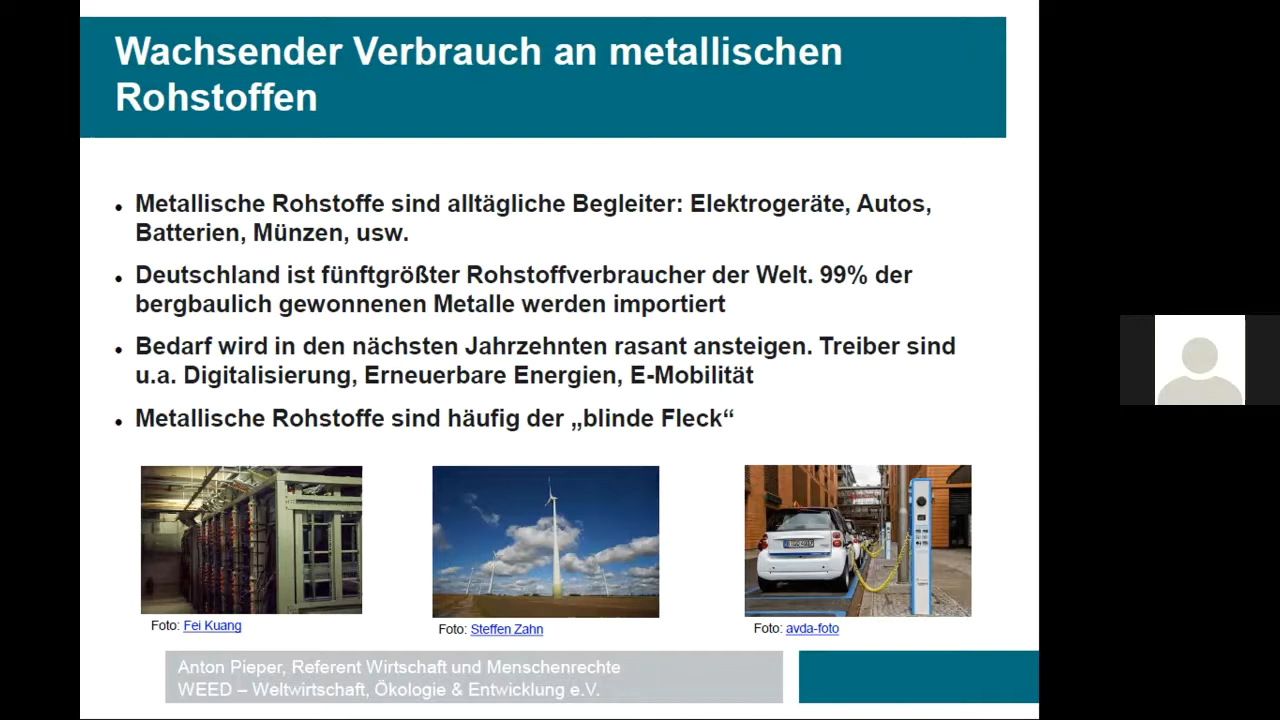 Wachsender Verbrauch an metallischen
Rohstoffen
• Metallische Rohstoffe sind alltägliche Begleiter: Elektrogeräte, Autos,
Batterien, Münzen, usw.
• Deutschland ist fünftgrößter Rohstoffverbraucher der Welt. 99% der
bergbaulich gewonnenen Metalle werden importiert
• Bedarf wird in den nächsten Jahrzehnten rasant ansteigen. Treiber sind
u.a. Digitalisierung, Erneuerbare Energien, E-Mobilität
• Metallische Rohstoffe sind häufig der „blinde Fleck“
Foto: Fei Kuang
Foto: Steffen Zahn
Foto: avda-foto
Anton Pieper, Referent Wirtschaft und Menschenrechte
WEED – Weltwirtschaft, Ökologie & Entwicklung e.V.